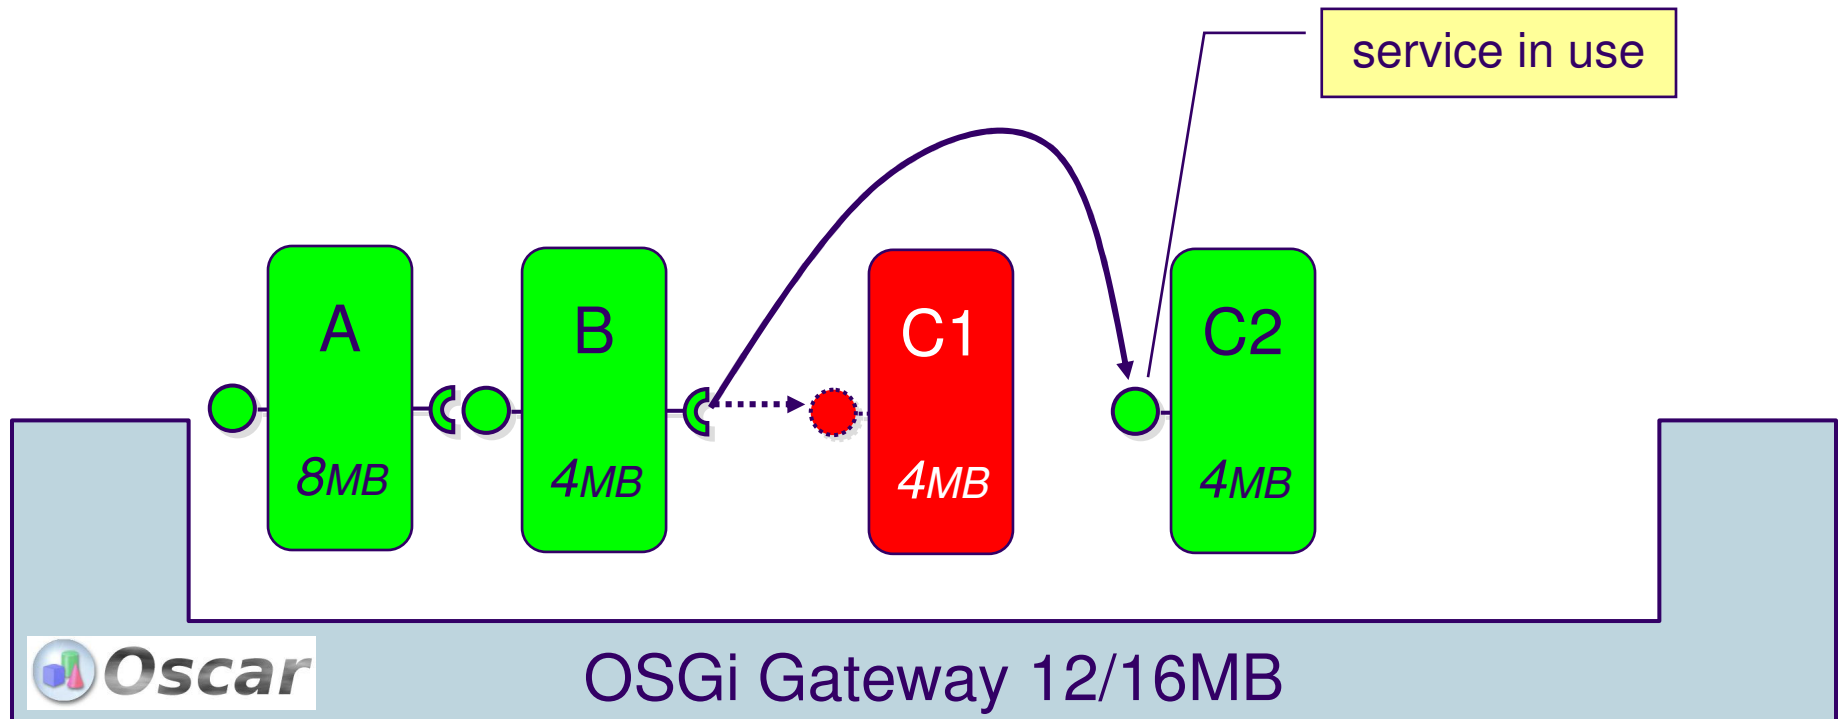 service in use
A
B
C1
C2
8MB
4MB
4MB
4MB
Oscar
OSGi Gateway 12/16MB